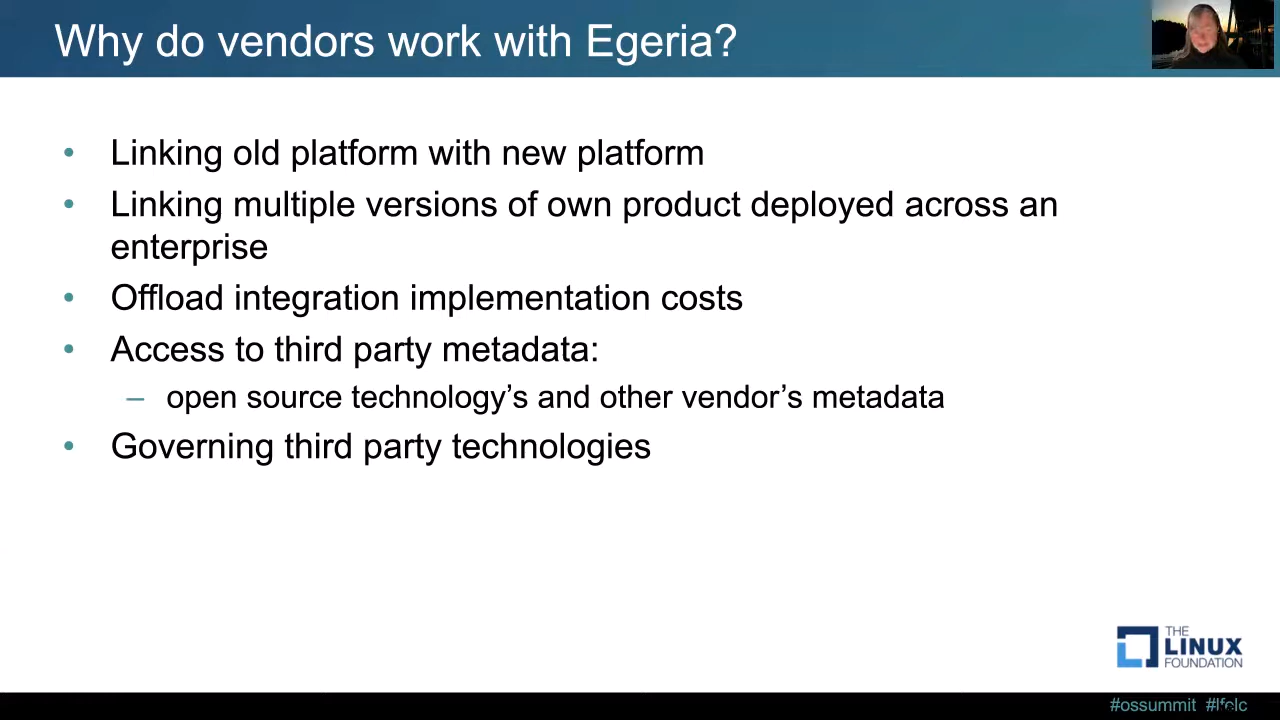 Why do vendors work with Egeria?
• Linking old platform with new platform
• Linking multiple versions of own product deployed across an
enterprise
• Offload integration implementation costs
• Access to third party metadata:
– open source technology’s and other vendor’s metadata
• Governing third party technologies
THE
LINUX
FOUNDATION
#ossummit #lfelc